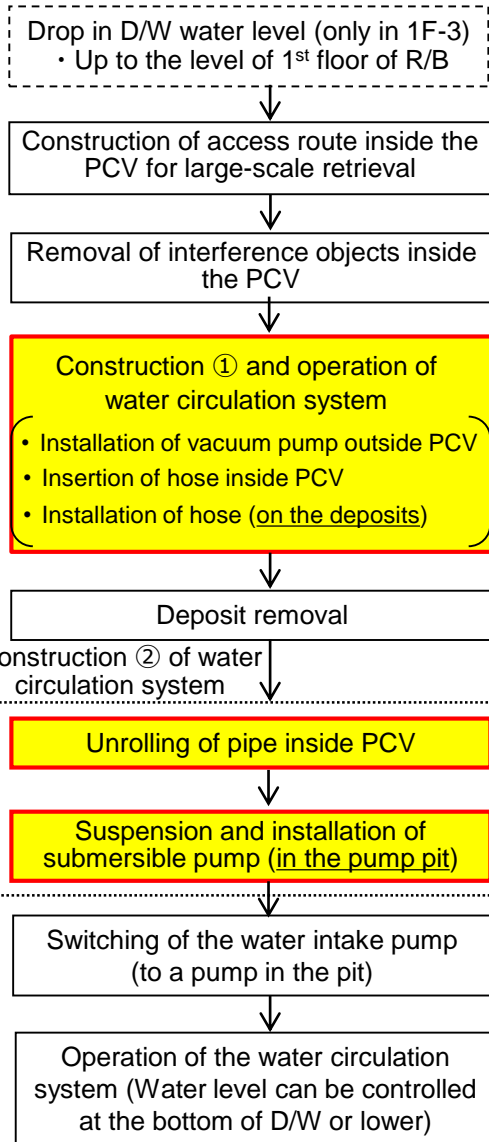 Drop in D/W water level (only in 1F-3)
・Up to the level of 1st floor of R/B
Construction of access route inside the
PCV for large-scale retrieval
Removal of interference objects inside
the PCV
Construction ① and operation of
water circulation system
• Installation of vacuum pump outside PCV
• Insertion of hose inside PCV
• Installation of hose (on the deposits)
Deposit removal
onstruction ② of water
circulation system
Unrolling of pipe inside PCV
Suspension and installation of
submersible pump (in the pump pit)
Switching of the water intake pump
(to a pump in the pit)
Operation of the water circulation
system (Water level can be controlled
at the bottom of D/W or lower)